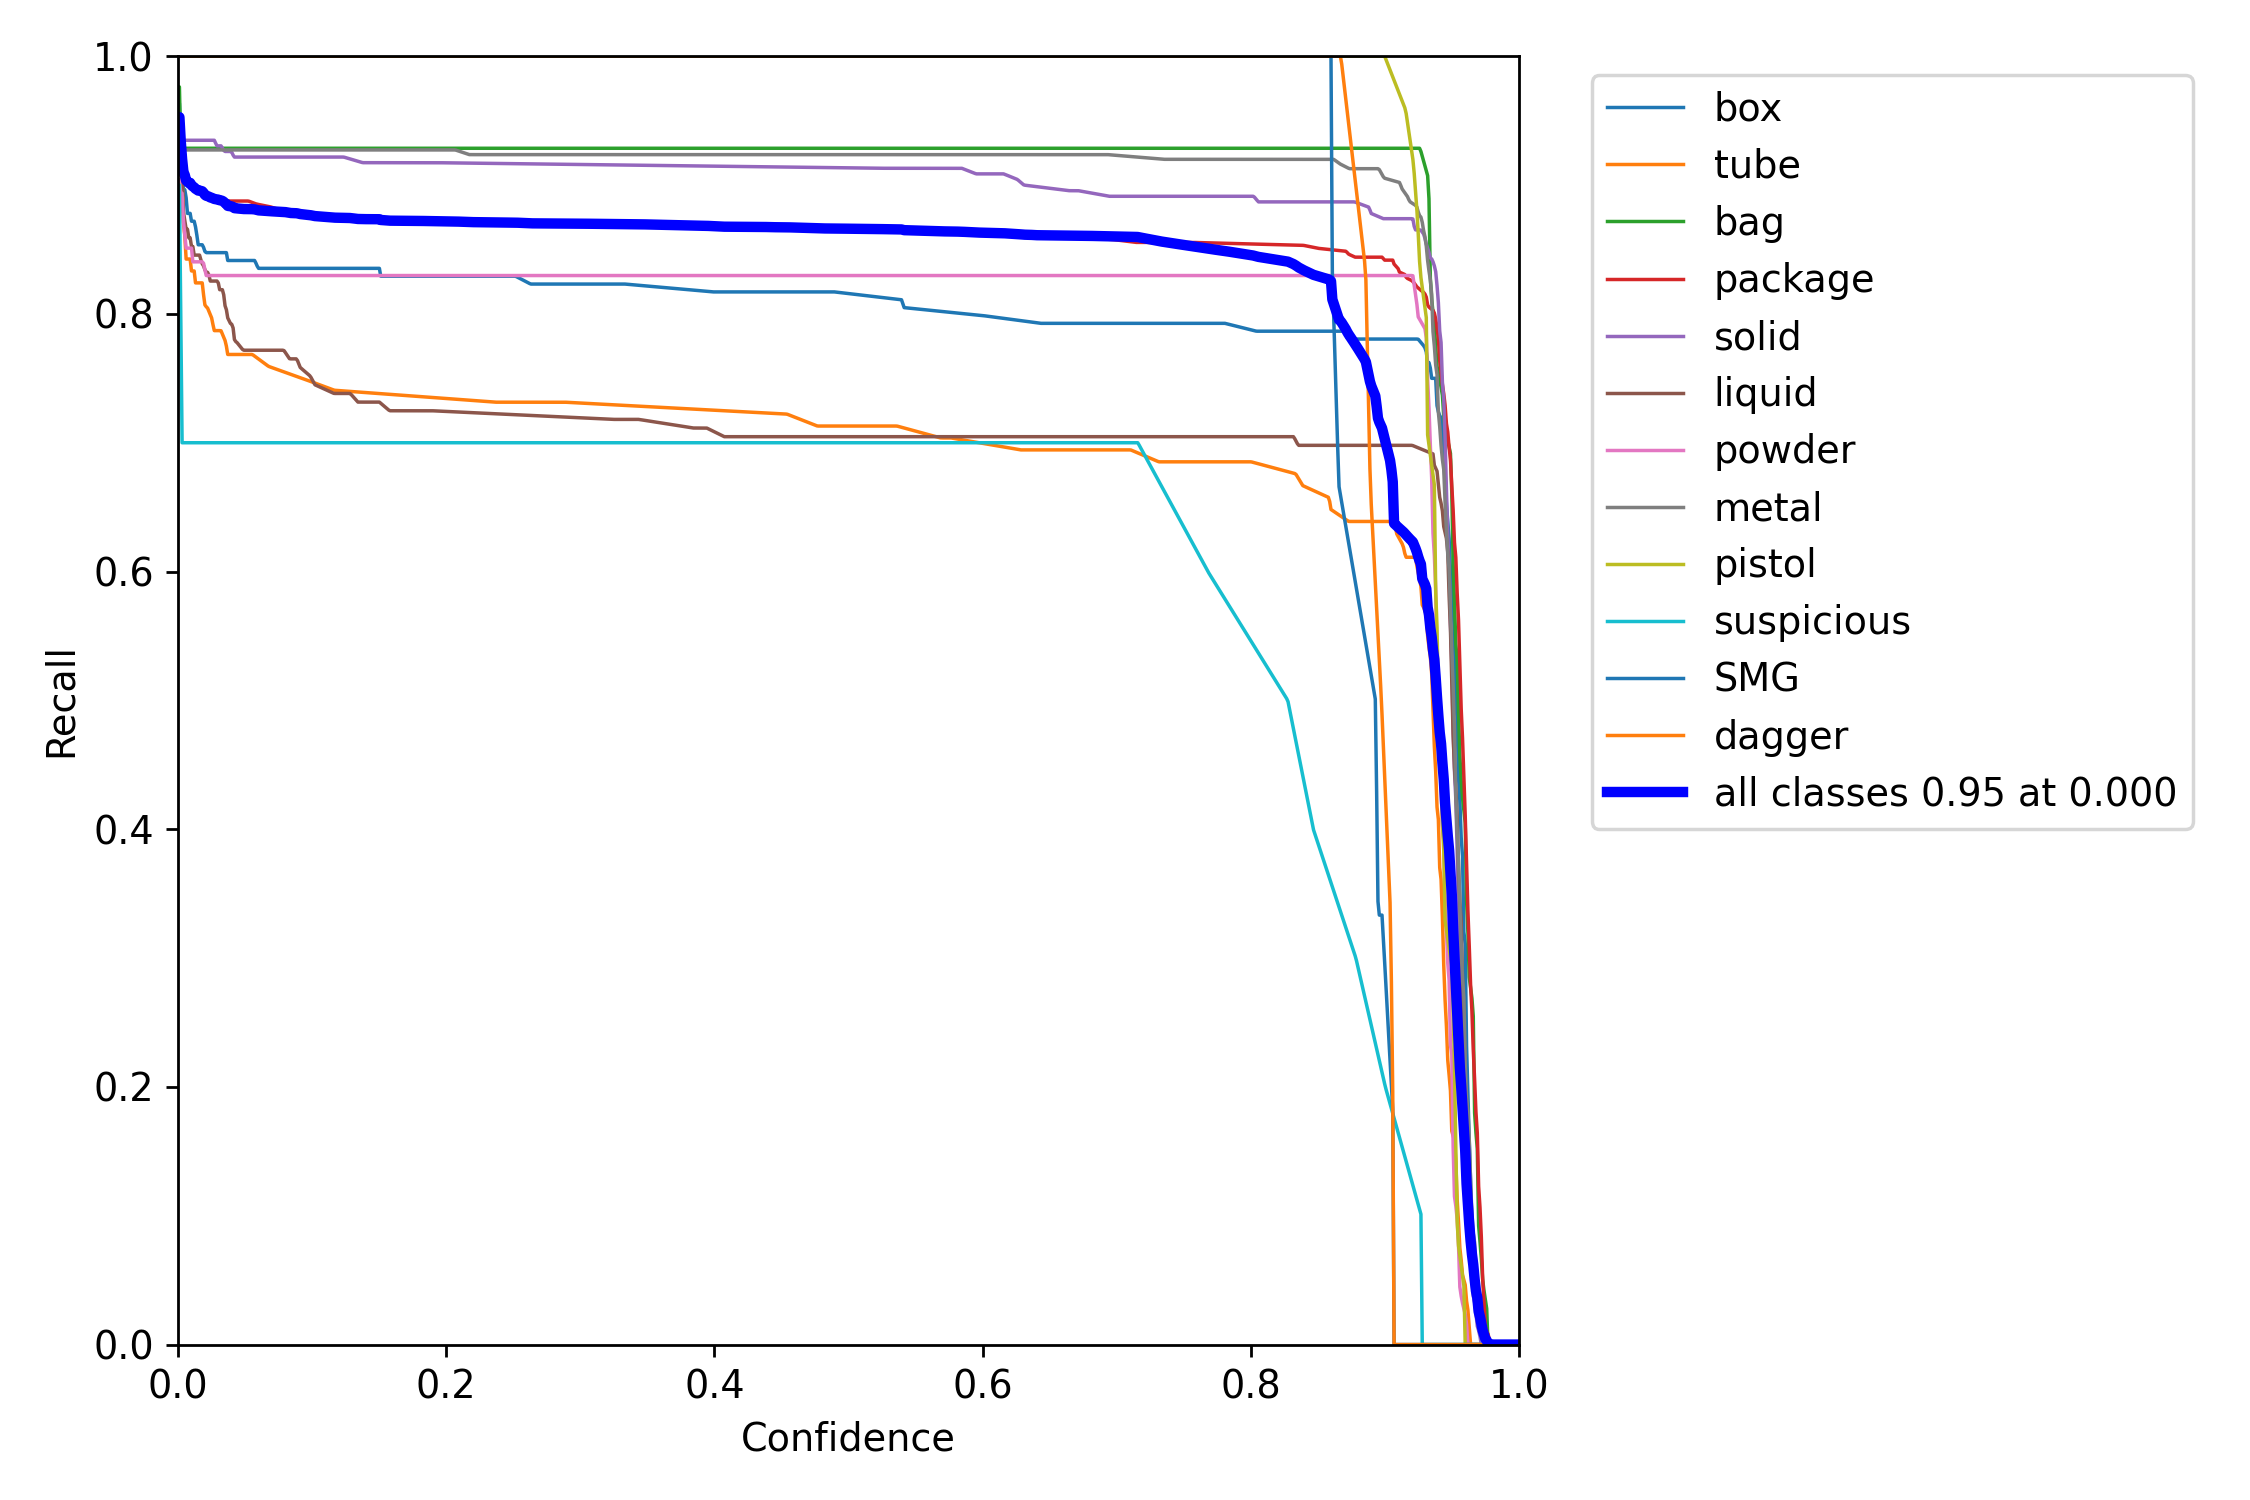 1.0
0.8
0.6
0.4
0.2
0.0
Recall
0.0 0.2 0.4 0.6 0.8 1.0
Confidence
box
tube
bag
package
solid
liquid
powder
metal
pistol
suspicious
SMG
dagger
all classes 0.95 at 0.000